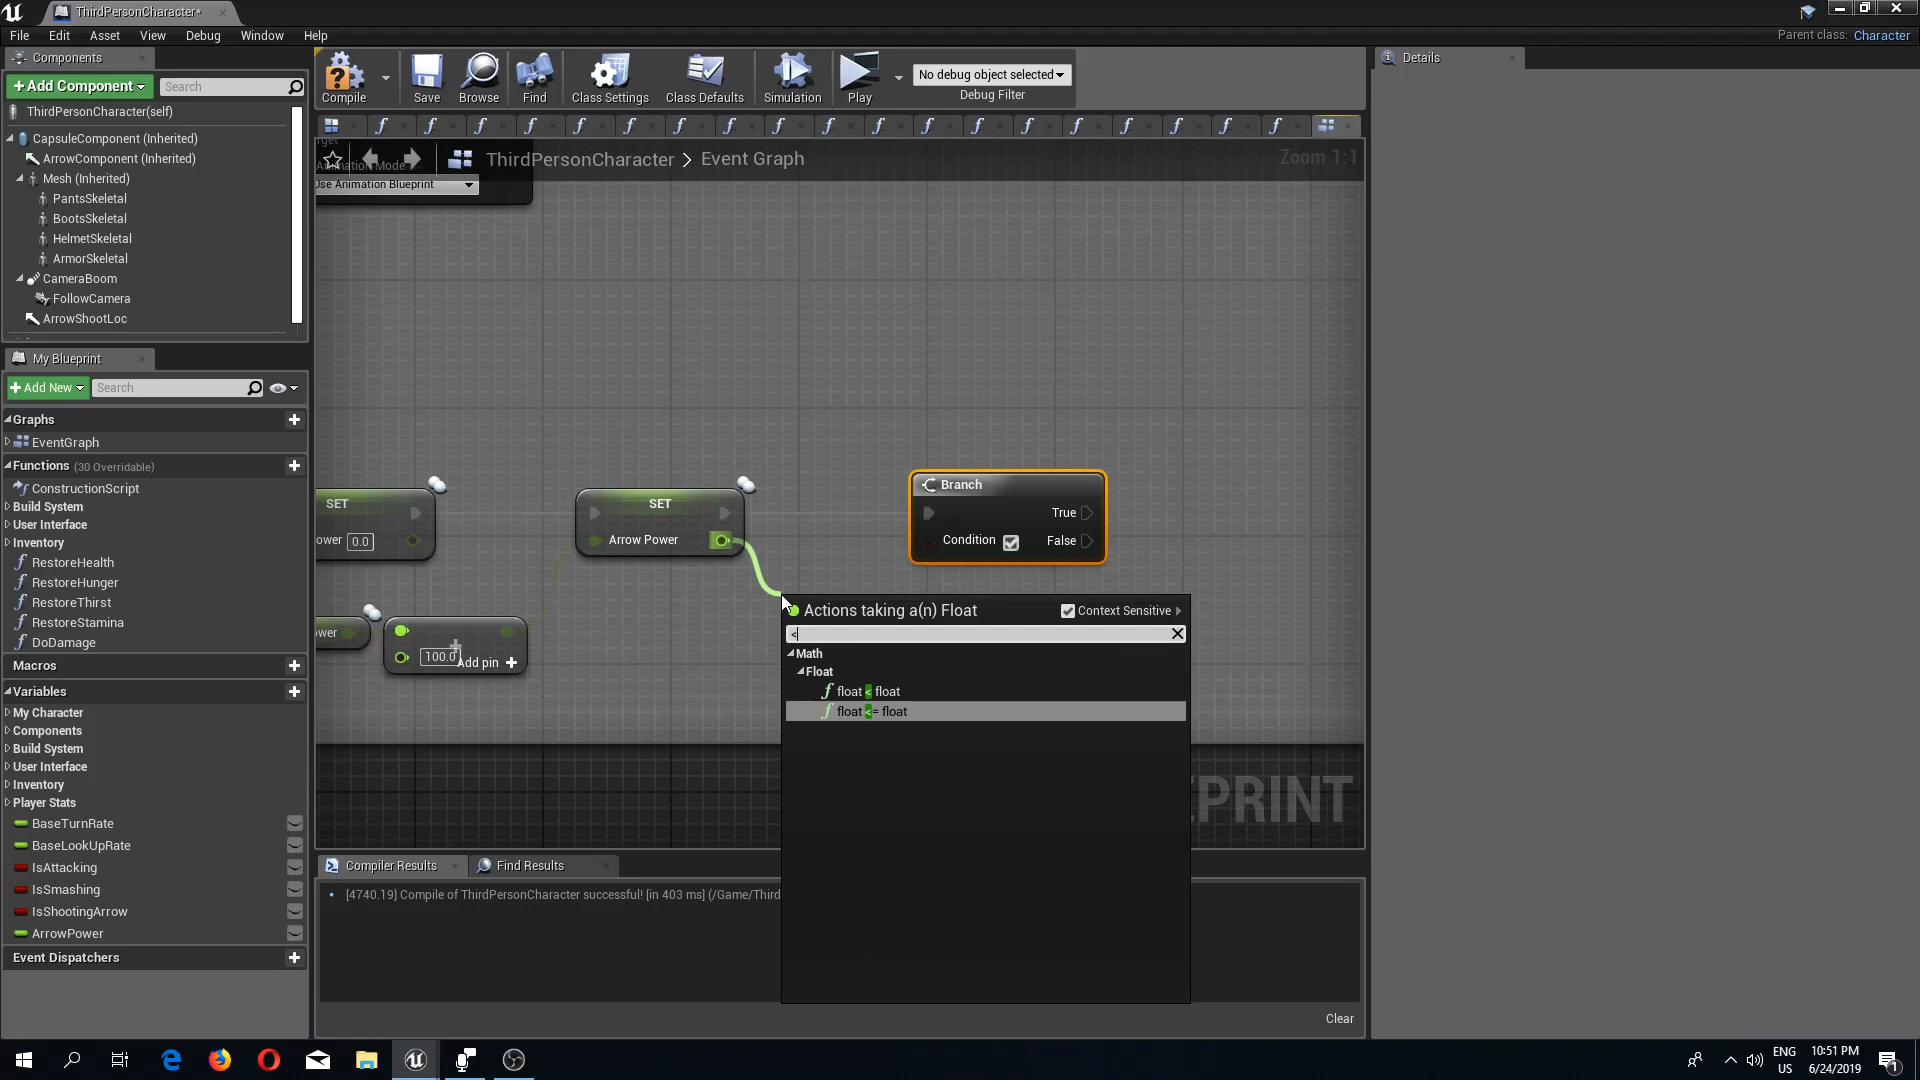 ThirdPersonCharacter*
File Edit Asset View Debug Window Help
Parent class: Character
Components
Details
+Add Component
Search
Compile
Save
Browse
Find
Class Settings
Class Defaults
Simulation
Play
No debug object selected
Debug Filter
ThirdPersonCharacter(self)
CapsuleComponent (Inherited)
ArrowComponent (Inherited)
Mesh (Inherited)
PantsSkeletal
BootsSkeletal
HelmetSkeletal
ArmorSkeletal
CameraBoom
FollowCamera
ArrowShootLoc
ThirdPersonCharacter > Event Graph
Zoom 1:1
Animation Mode
Use Animation Blueprint
My Blueprint
+Add New
Search
Graphs
EventGraph
Functions (30 Overridable)
ConstructionScript
Build System
User Interface
Inventory
RestoreHealth
RestoreHunger
RestoreThirst
RestoreStamina
DoDamage
Macros
Variables
My Character
Components
Build System
User Interface
Inventory
Player Stats
BaseTurnRate
BaseLookUpRate
IsAttacking
IsSmashing
IsShootingArrow
ArrowPower
Event Dispatchers
SET
ower 0.0
SET
Arrow Power
Branch
True
Condition
False
ower
100.0
Add pin +
Actions taking a(n) Float
Context Sensitive
<
Math
Float
float < float
float <= float
PRINT
Compiler Results
Find Results
[4740.19] Compile of ThirdPersonCharacter successful! [in 403 ms] (/Game/Third
Clear
ENG
US
10:51 PM
6/24/2019
1